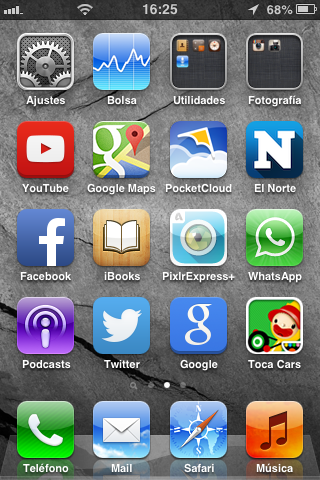 16:25 68%
Ajustes Bolsa Utilidades Fotografía
YouTube Google Maps PocketCloud El Norte
Facebook iBooks PixlrExpress+ WhatsApp
Podcasts Twitter Google Toca Cars
Teléfono Mail Safari Música